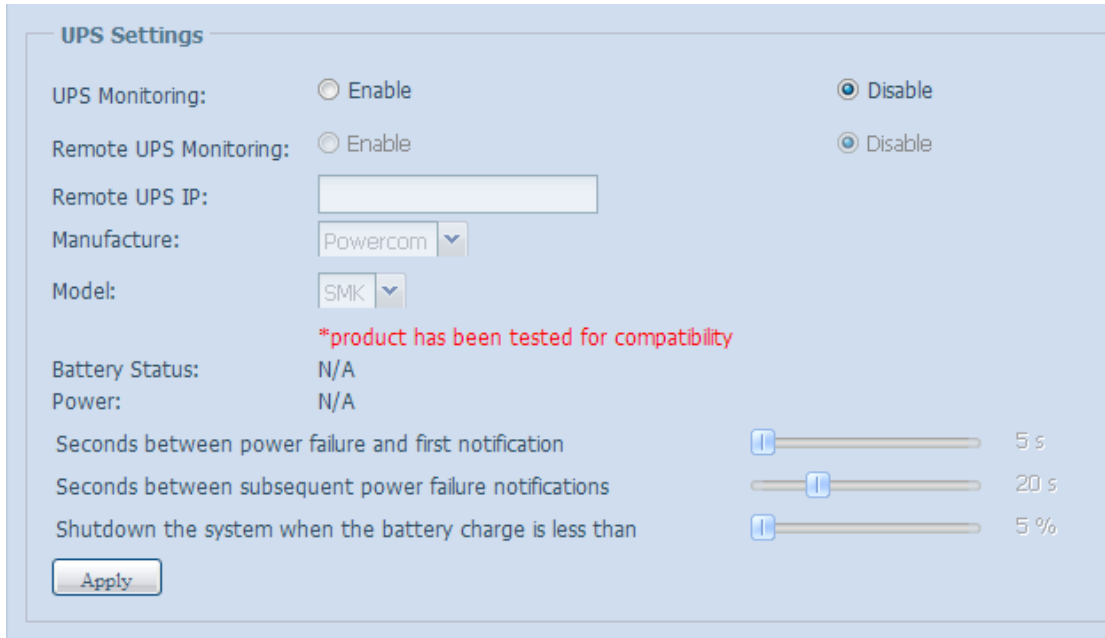 UPS Settings
UPS Monitoring: Enable Disable
Remote UPS Monitoring: Enable Disable
Remote UPS IP:
Manufacture: Powercom
Model: SMK
*product has been tested for compatibility
Battery Status: N/A
Power: N/A
Seconds between power failure and first notification 5 s
Seconds between subsequent power failure notifications 20 s
Shutdown the system when the battery charge is less than 5 %
Apply